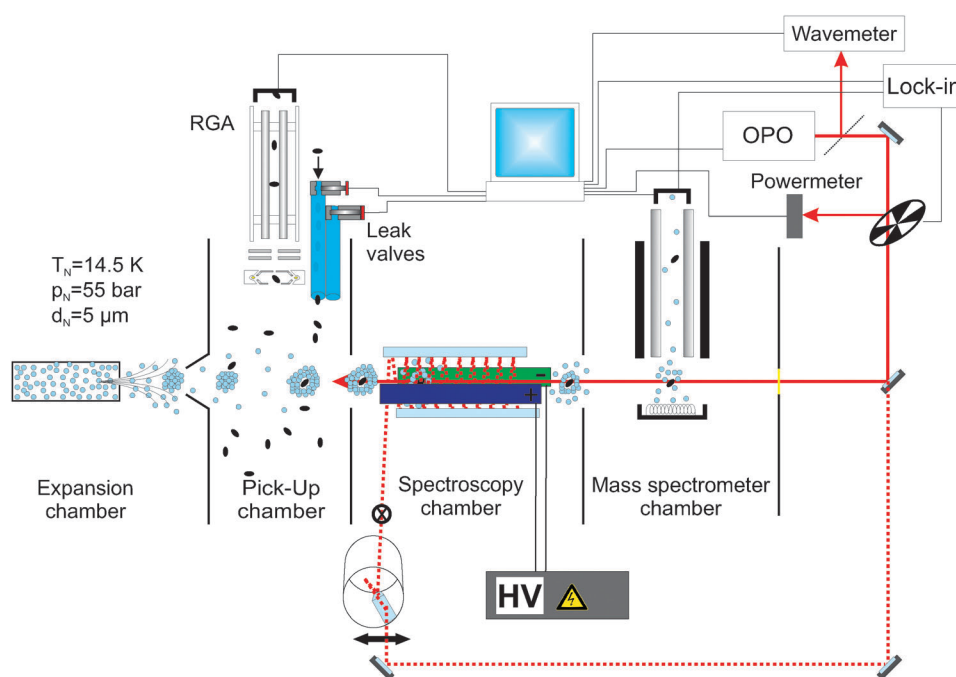 Wavemeter
Lock-in
RGA
OPO
Powermeter
Leak
valves
T_N=14.5 K
p_N=55 bar
d_N=5 μm
-
+
Expansion
chamber
Pick-Up
chamber
Spectroscopy
chamber
Mass spectrometer
chamber
HV